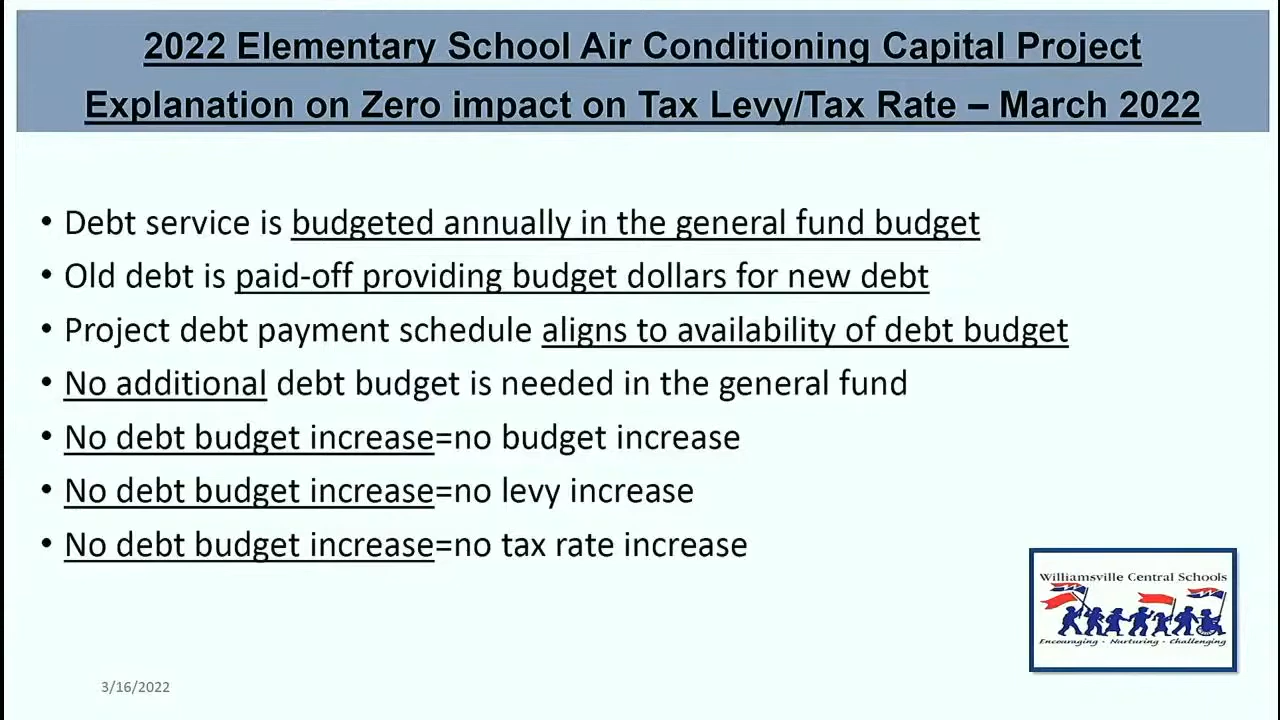 2022 Elementary School Air Conditioning Capital Project
Explanation on Zero impact on Tax Levy/Tax Rate – March 2022
• Debt service is budgeted annually in the general fund budget
• Old debt is paid-off providing budget dollars for new debt
• Project debt payment schedule aligns to availability of debt budget
• No additional debt budget is needed in the general fund
• No debt budget increase=no budget increase
• No debt budget increase=no levy increase
• No debt budget increase=no tax rate increase
Williamsville Central Schools
Encouraging - Nurturing - Challenging
3/16/2022